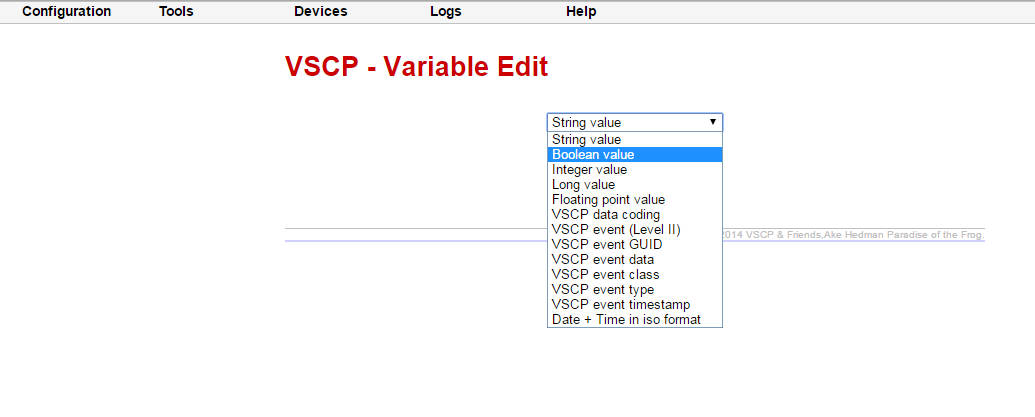 Configuration Tools Devices Logs Help
VSCP - Variable Edit
String value
String value
Boolean value
Integer value
Long value
Floating point value
VSCP data coding
VSCP event (Level II)
2014 VSCP & Friends,Ake Hedman Paradise of the Frog.
VSCP event GUID
VSCP event data
VSCP event class
VSCP event type
VSCP event timestamp
Date + Time in iso format